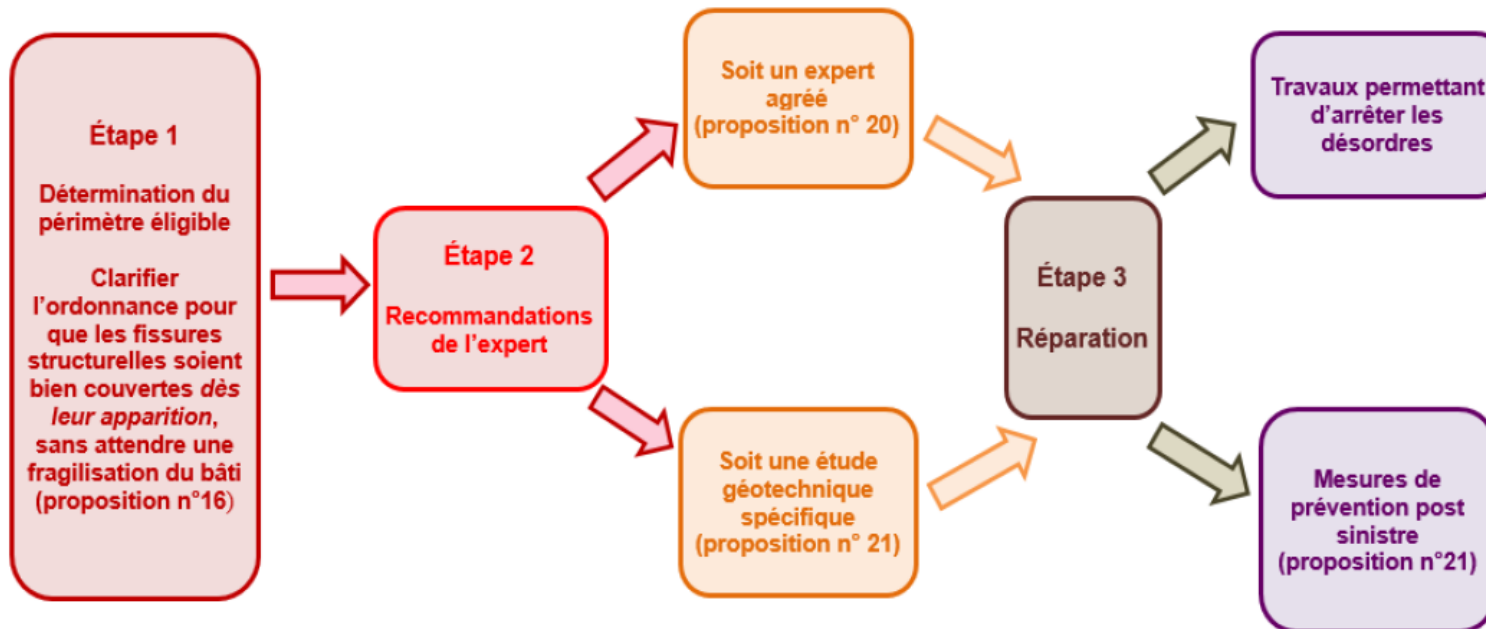 Étape 1
Détermination du
périmètre éligible
Clarifier
l'ordonnance pour
que les fissures
structurelles soient
bien couvertes dès
leur apparition,
sans attendre une
fragilisation du bâti
(proposition n°16)
Étape 2
Recommandations
de l'expert
Soit un expert
agréé
(proposition n° 20)
Soit une étude
géotechnique
spécifique
(proposition n° 21)
Étape 3
Réparation
Travaux permettant
d'arrêter les
désordres
Mesures de
prévention post
sinistre
(proposition n°21)